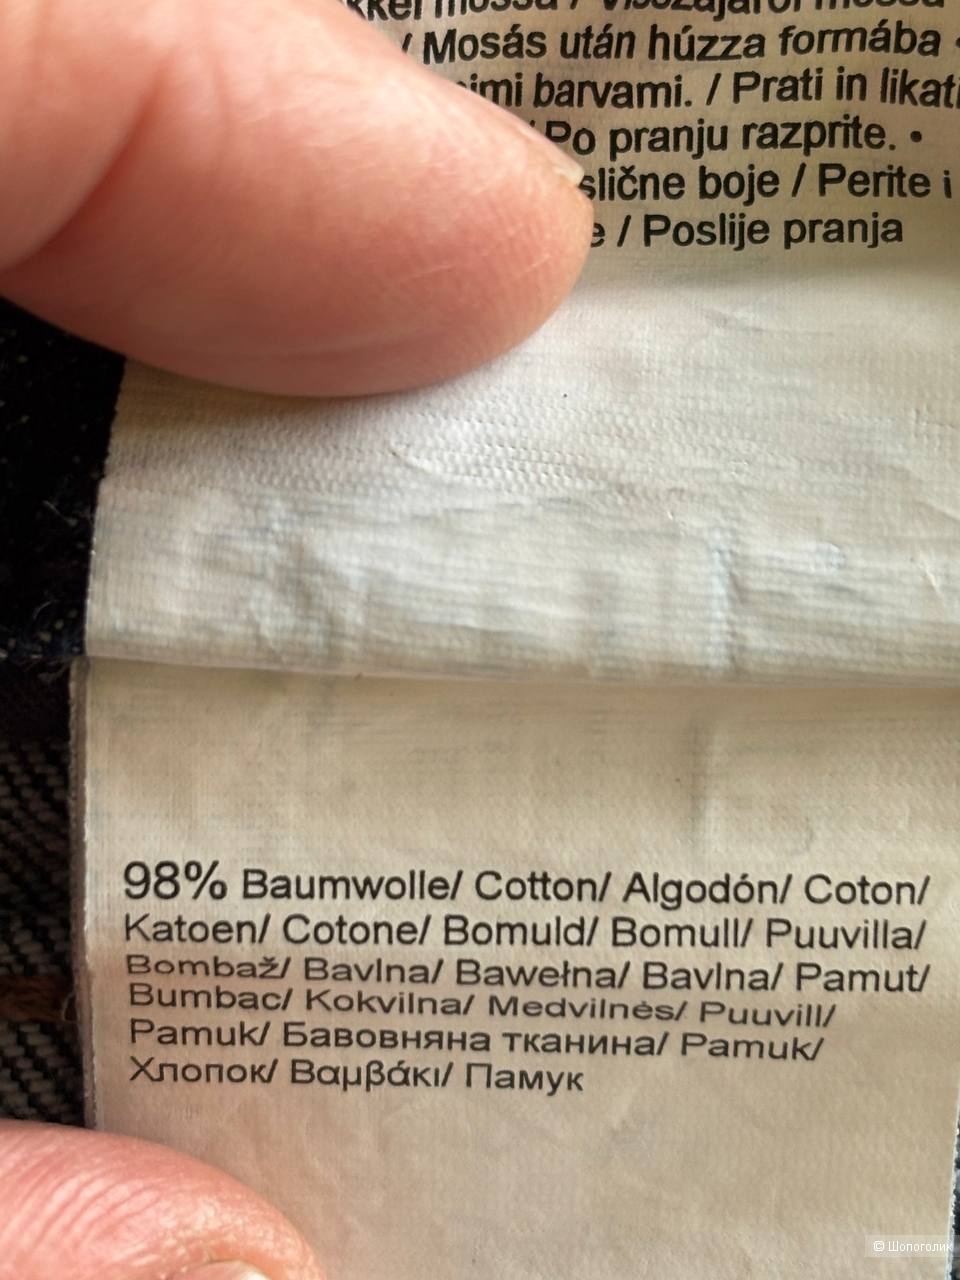 / Mosás után húzza formába •
barvami. / Prati in likati
Po pranju razprite. •
slične boje / Perite i
/ Poslije pranja
98% Baumwolle/ Cotton/ Algodón/ Coton/
Katoen/ Cotone/ Bomuld/ Bomull/ Puuvilla/
Bombaž/ Bavlna/ Bawełna/ Bavlna/ Pamut/
Bumbac/ Kokvilna/ Medvilnės/ Puuvill/
Pamuk/ Бавовняна тканина/ Pamuk/
Хлопок/ Βαμβάκι/ Памук
© Шопоголик